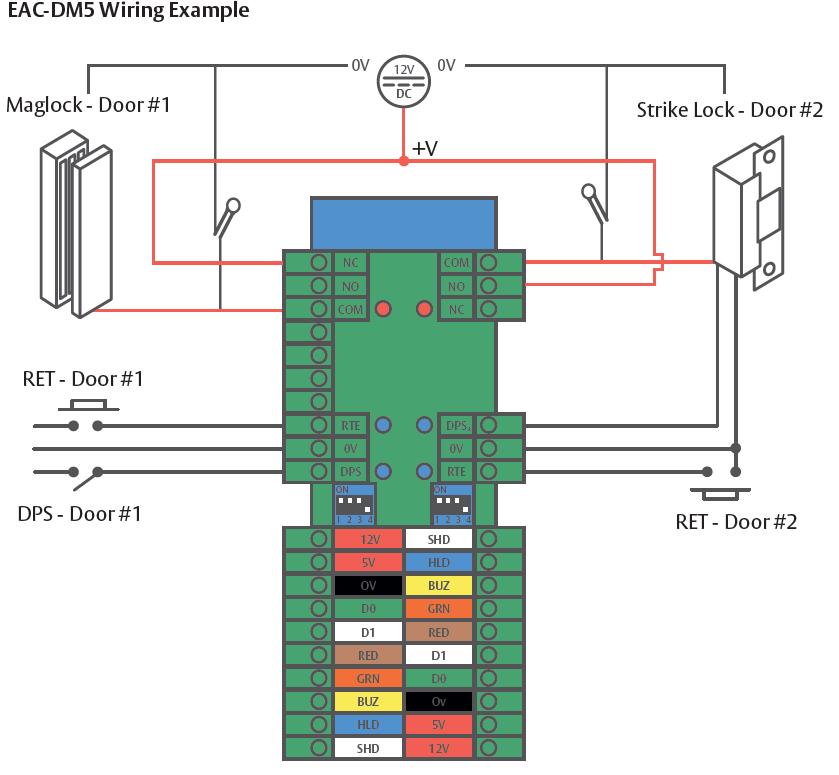 EAC-DM5 Wiring Example
0V 12V DC 0V
Maglock - Door #1
Strike Lock - Door #2
+V
NC COM
NO NO
COM NC
RET - Door #1
RTE DPS
0V 0V
DPS RTE
ON ON
1 2 3 4 1 2 3 4
DPS - Door #1
RET - Door #2
12V SHD
5V HLD
0V BUZ
D0 GRN
D1 RED
RED D1
GRN D0
BUZ 0v
HLD 5V
SHD 12V